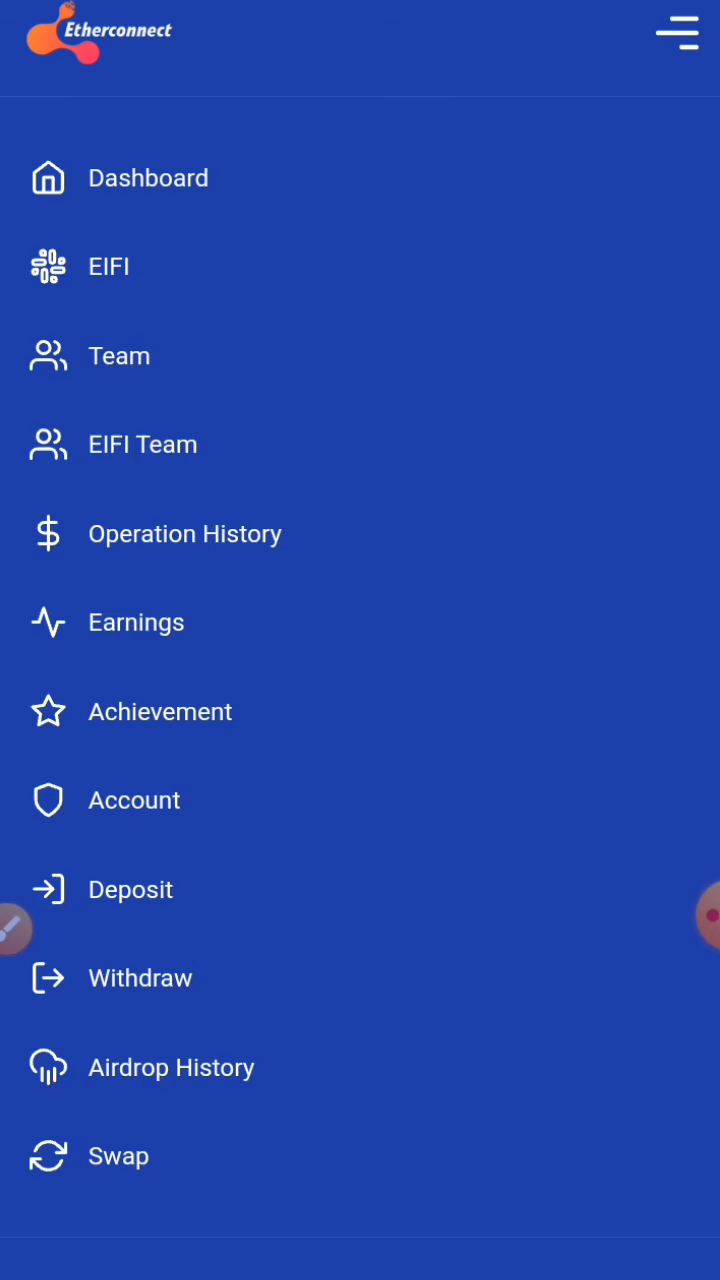 Etherconnect
Dashboard
EIFI
Team
EIFI Team
Operation History
Earnings
Achievement
Account
Deposit
Withdraw
Airdrop History
Swap